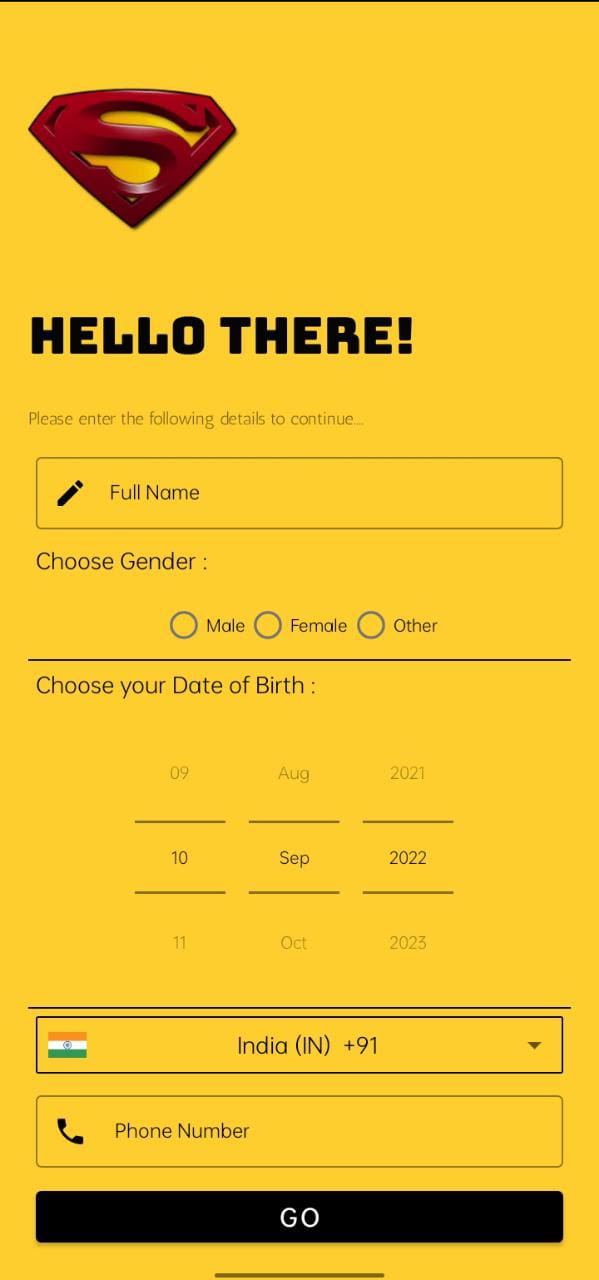 HELLO THERE!
Please enter the following details to continue....
Full Name
Choose Gender :
Male Female Other
Choose your Date of Birth :
09 Aug 2021
10 Sep 2022
11 Oct 2023
India (IN) +91
Phone Number
GO